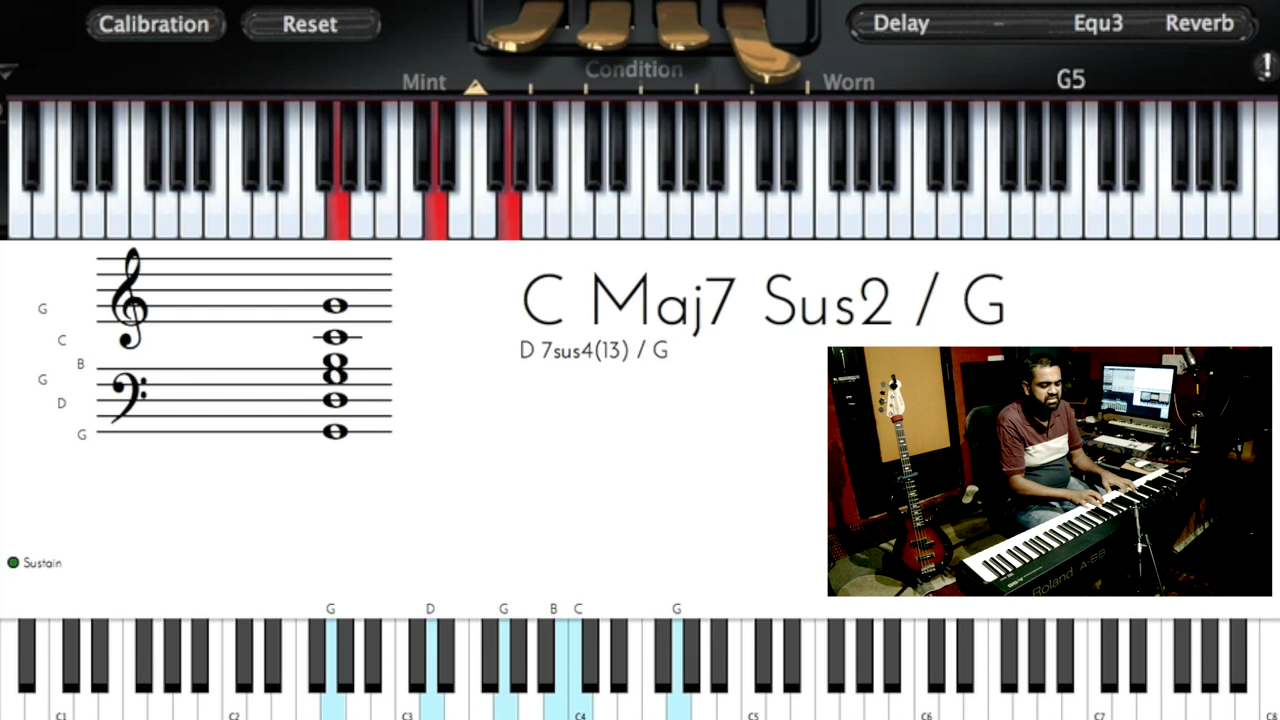 Calibration Reset Delay - Equ3 Reverb
Mint Condition Worn G5 !
C Maj7 Sus2 / G
D 7sus4(13) / G
G
C
B
G
D
G
Roland A-88
Sustain
G D G B C G
C1 C2 C3 C4 C5 C6 C7 C8